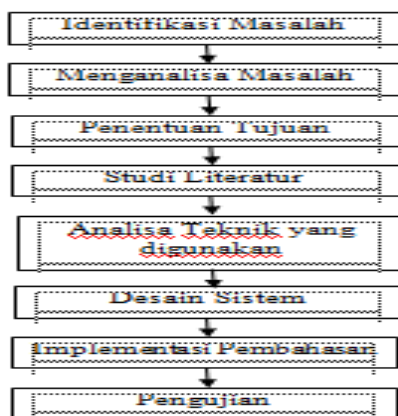 Identifikasi Masalah
Menganalisa Masalah
Penentuan Tujuan
Studi Literatur
Analisa Teknik yang
digunakan
Desain Sistem
Implementasi Pembahasan
Pengujian